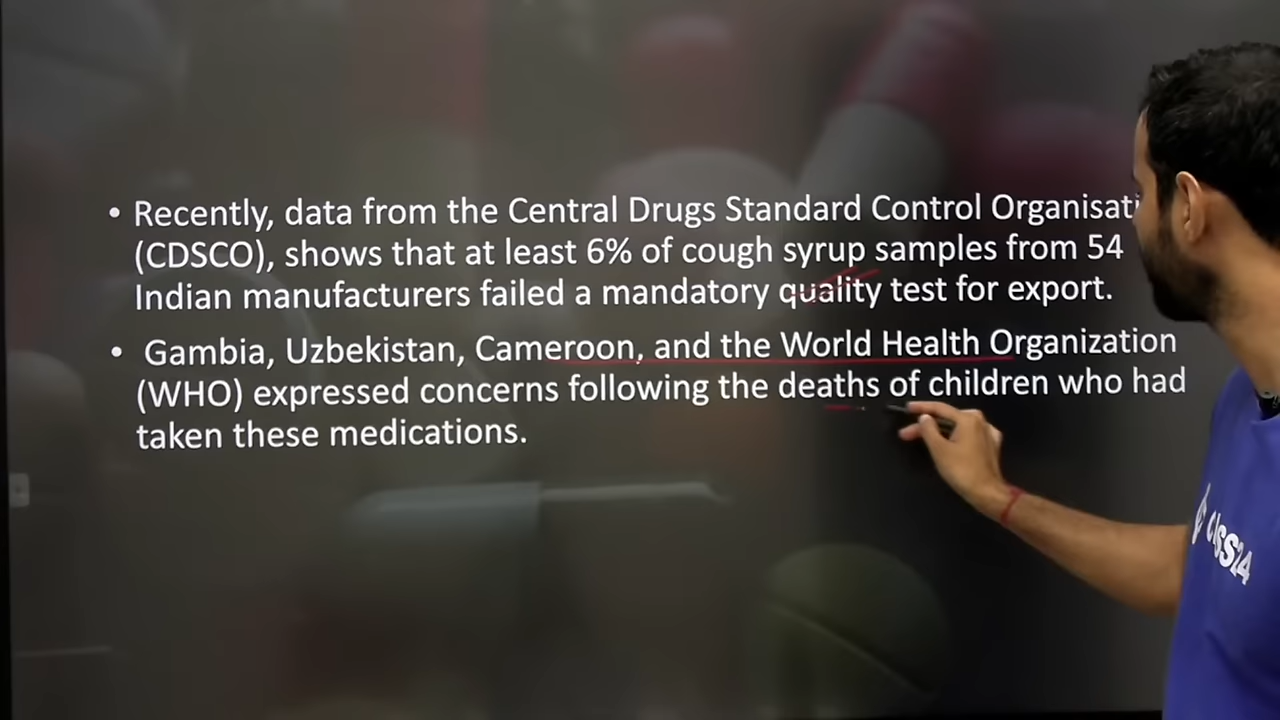 • Recently, data from the Central Drugs Standard Control
(CDSCO), shows that at least 6% of cough syrup samples from 54
Indian manufacturers failed a mandatory quality test for export.
• Gambia, Uzbekistan, Cameroon, and the World Health Organization
(WHO) expressed concerns following the deaths of children who had
taken these medications.